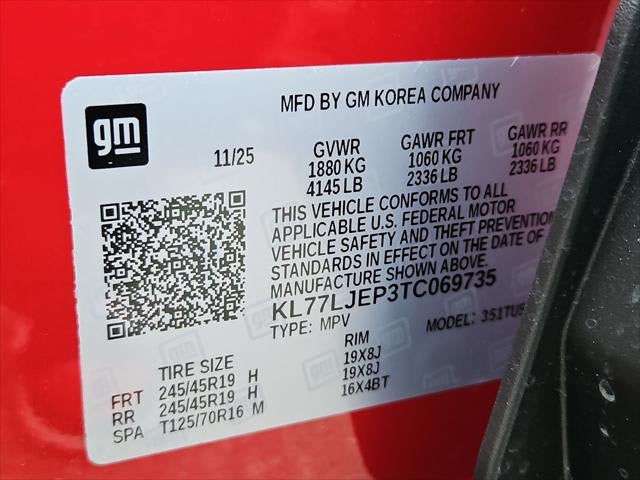 MFD BY GM KOREA COMPANY
gm
11/25
GVWR GAWR FRT GAWR RR
1880 KG 1060 KG 1060 KG
4145 LB 2336 LB 2336 LB
THIS VEHICLE CONFORMS TO ALL
APPLICABLE U.S. FEDERAL MOTOR
VEHICLE SAFETY AND THEFT PREVENTION
STANDARDS IN EFFECT ON THE DATE OF
MANUFACTURE SHOWN ABOVE.
KL77LJEP3TC069735
TYPE: MPV MODEL: 351TU5
TIRE SIZE RIM
FRT 245/45R19 H 19X8J
RR 245/45R19 H 19X8J
SPA T125/70R16 M 16X4BT